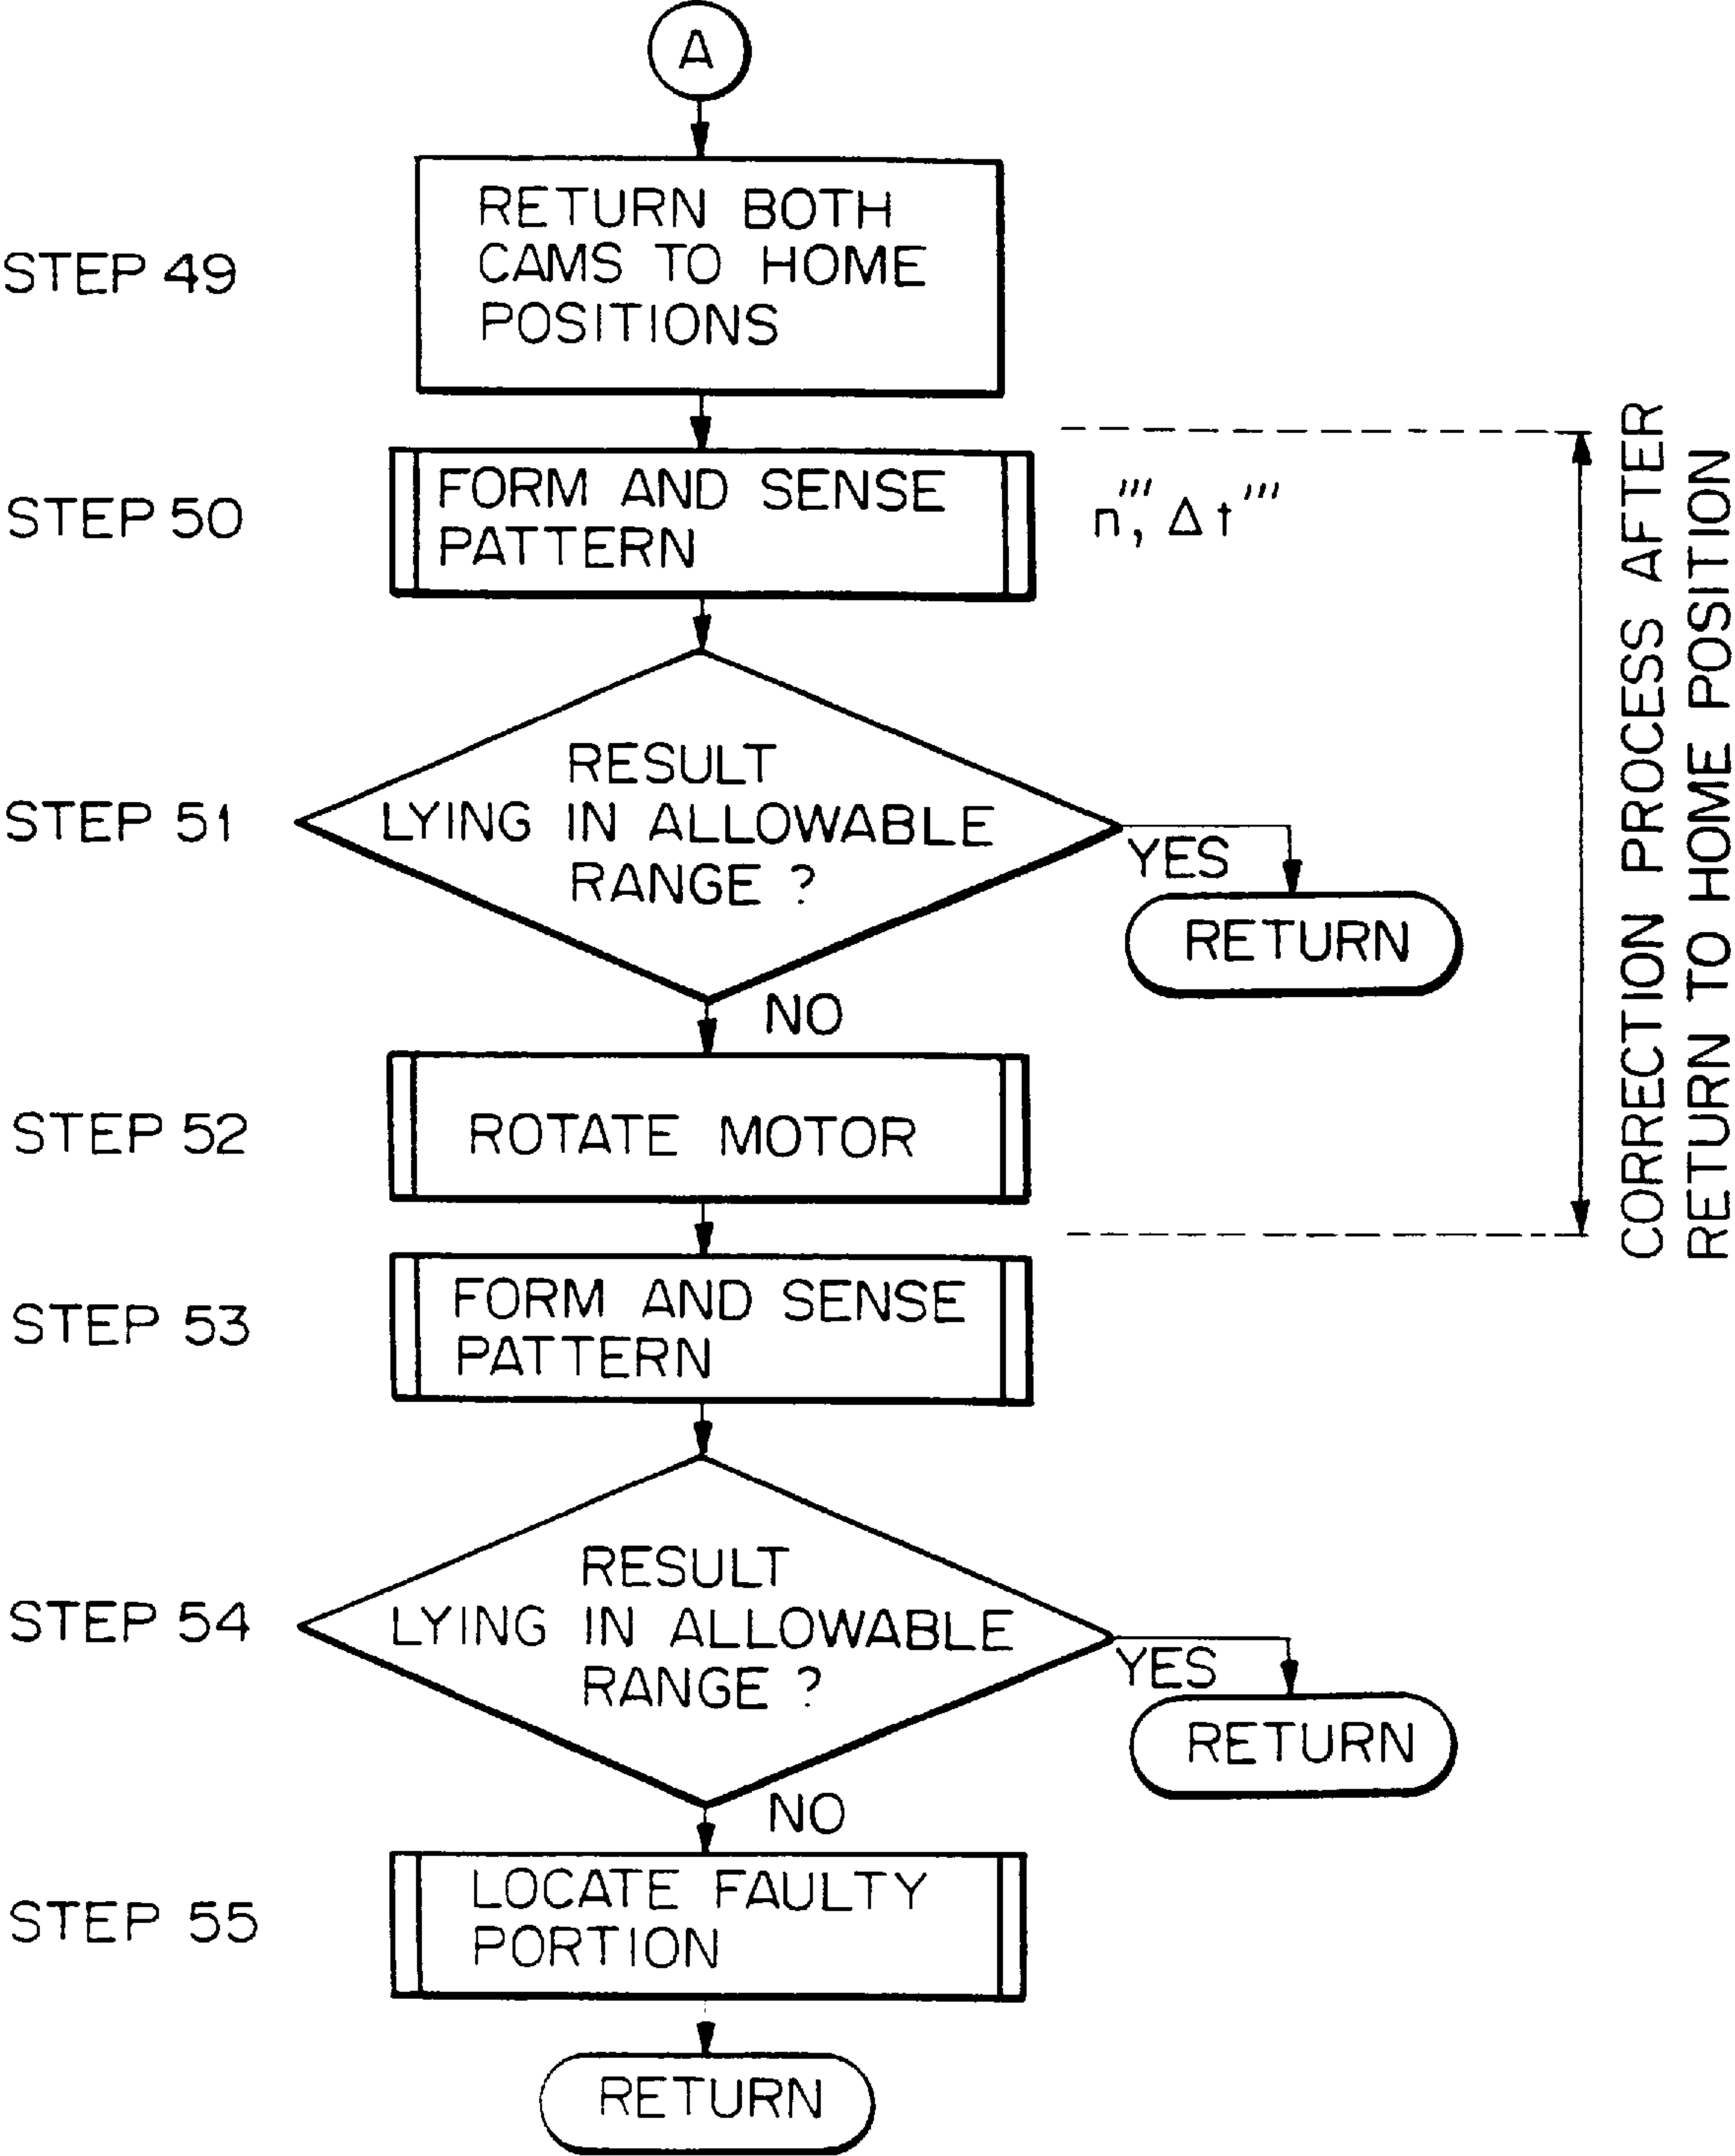 A
STEP 49
RETURN BOTH
CAMS TO HOME
POSITIONS
STEP 50
FORM AND SENSE
PATTERN
n''', Δt'''
STEP 51
RESULT
LYING IN ALLOWABLE
RANGE ?
YES
RETURN
NO
STEP 52
ROTATE MOTOR
STEP 53
FORM AND SENSE
PATTERN
STEP 54
RESULT
LYING IN ALLOWABLE
RANGE ?
YES
RETURN
NO
STEP 55
LOCATE FAULTY
PORTION
RETURN
CORRECTION PROCESS AFTER
RETURN TO HOME POSITION